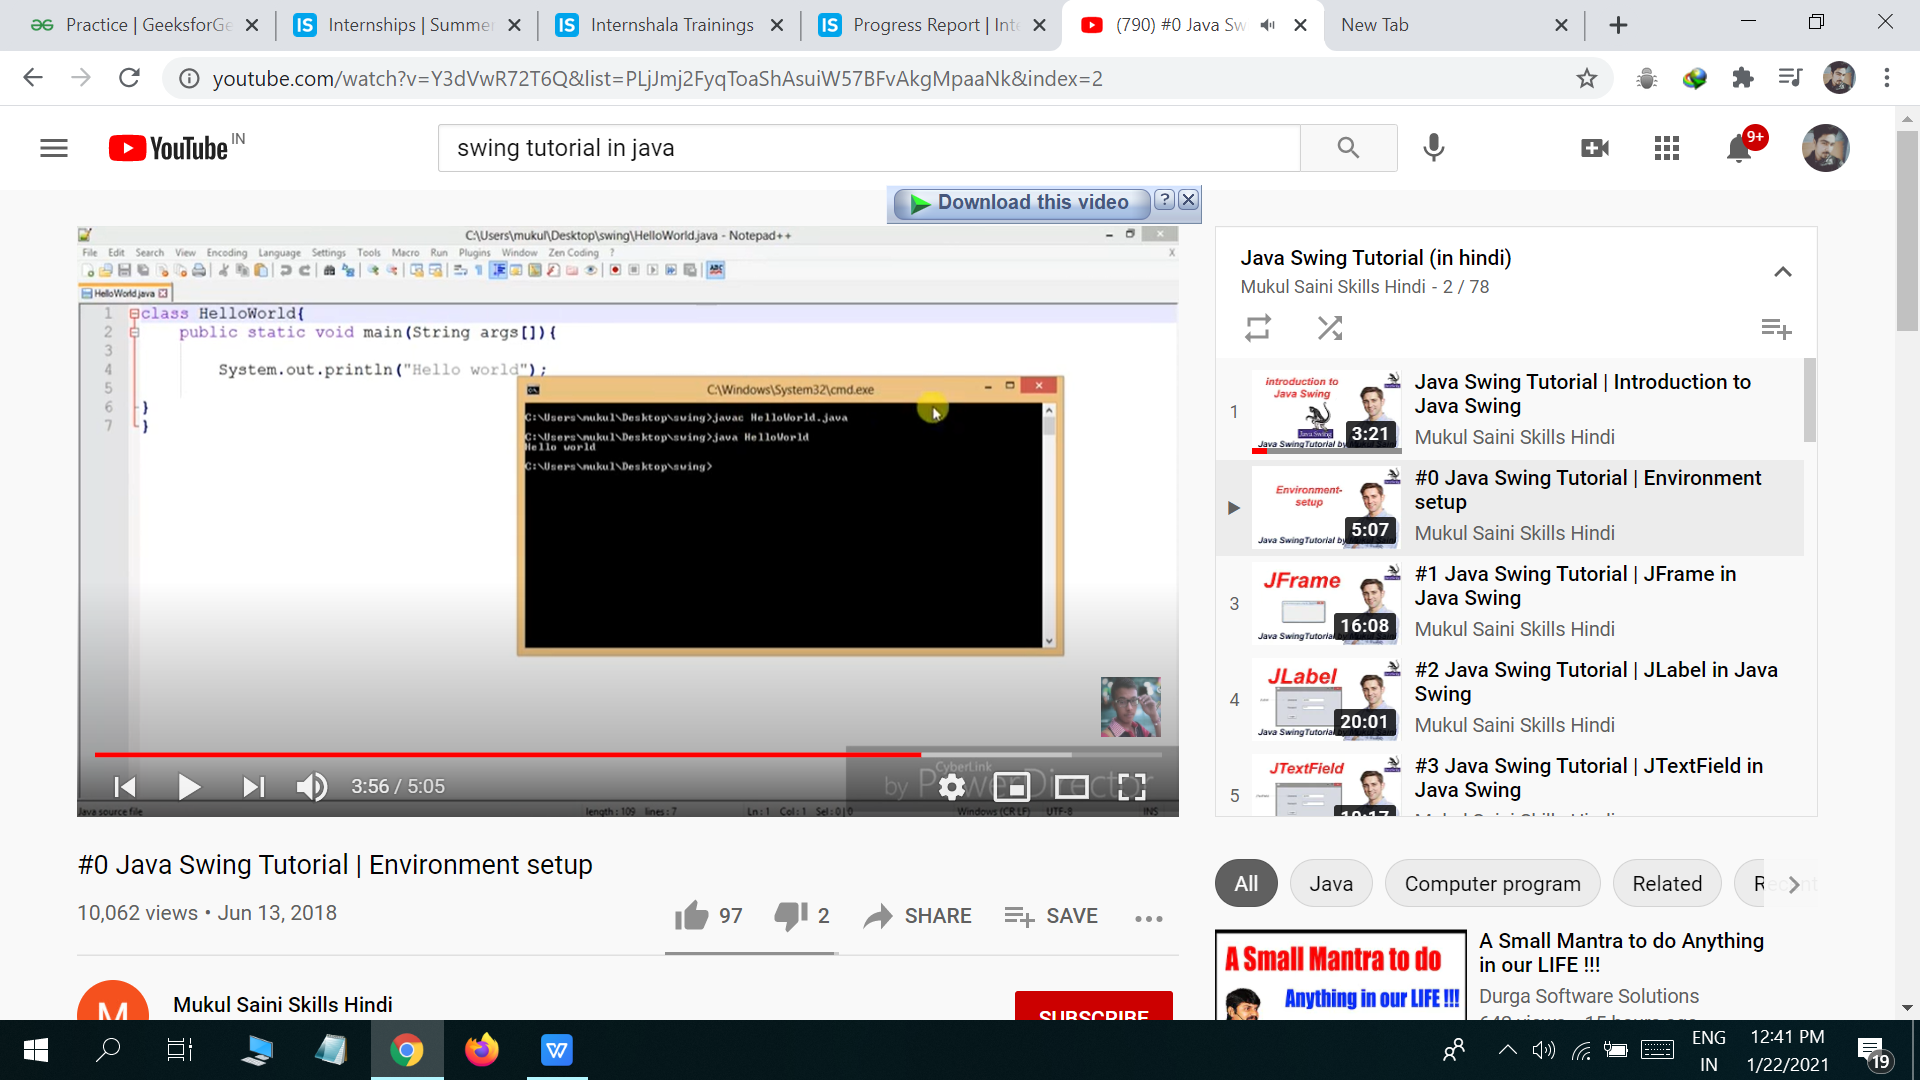 Practice | GeeksforGe
Internships | Summer
Internshala Trainings
Progress Report | Inte
(790) #0 Java Sw
New Tab
youtube.com/watch?v=Y3dVwR72T6Q&list=PLjJmj2FyqToaShAsuiW57BFvAkgMpaaNk&index=2
YouTube IN
swing tutorial in java
9+
Download this video
?
C:\Users\mukul\Desktop\swing\HelloWorld.java - Notepad++
File Edit Search View Encoding Language Settings Tools Macro Run Plugins Window Zen Coding ?
X
ABC
HelloWorld.java
1 class HelloWorld{
2 public static void main(String args[]){
3
4 System.out.println("Hello world");
5
6 }
7 }
C:\Windows\System32\cmd.exe
C:\Users\mukul\Desktop\swing>javac HelloWorld.java
C:\Users\mukul\Desktop\swing>java HelloWorld
Hello world
C:\Users\mukul\Desktop\swing>
CyberLink
by PowerDirector
3:56 / 5:05
Java source file
length : 109 lines : 7
Ln : 1 Col : 1 Sel : 0 | 0
Windows (CR LF)
UTF-8
INS
Java Swing Tutorial (in hindi)
Mukul Saini Skills Hindi - 2 / 78
1
introduction to
Java Swing
Java Swing
Java SwingTutorial by
3:21
Java Swing Tutorial | Introduction to
Java Swing
Mukul Saini Skills Hindi
Environment-
setup
Java SwingTutorial by
5:07
#0 Java Swing Tutorial | Environment
setup
Mukul Saini Skills Hindi
3
JFrame
Java SwingTutorial
16:08
#1 Java Swing Tutorial | JFrame in
Java Swing
Mukul Saini Skills Hindi
4
JLabel
Java SwingTutorial
20:01
#2 Java Swing Tutorial | JLabel in Java
Swing
Mukul Saini Skills Hindi
5
JTextField
#3 Java Swing Tutorial | JTextField in
Java Swing
#0 Java Swing Tutorial | Environment setup
10,062 views • Jun 13, 2018
97
2
SHARE
SAVE
All
Java
Computer program
Related
Recent
A Small Mantra to do
Anything in our LIFE !!!
A Small Mantra to do Anything
in our LIFE !!!
Durga Software Solutions
M
Mukul Saini Skills Hindi
SUBSCRIBE
ENG
IN
12:41 PM
1/22/2021
19